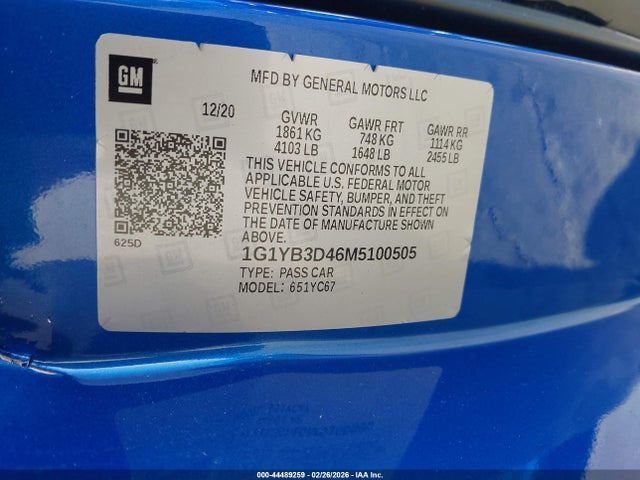 GM
MFD BY GENERAL MOTORS LLC
12/20
GVWR GAWR FRT GAWR RR
1861 KG 748 KG 1114 KG
4103 LB 1648 LB 2455 LB
THIS VEHICLE CONFORMS TO ALL
APPLICABLE U.S. FEDERAL MOTOR
VEHICLE SAFETY, BUMPER, AND THEFT
PREVENTION STANDARDS IN EFFECT ON
THE DATE OF MANUFACTURE SHOWN
ABOVE.
625D
1G1YB3D46M5100505
TYPE: PASS CAR
MODEL: 651YC67
000-44489259 - 02/26/2026 - IAA Inc.